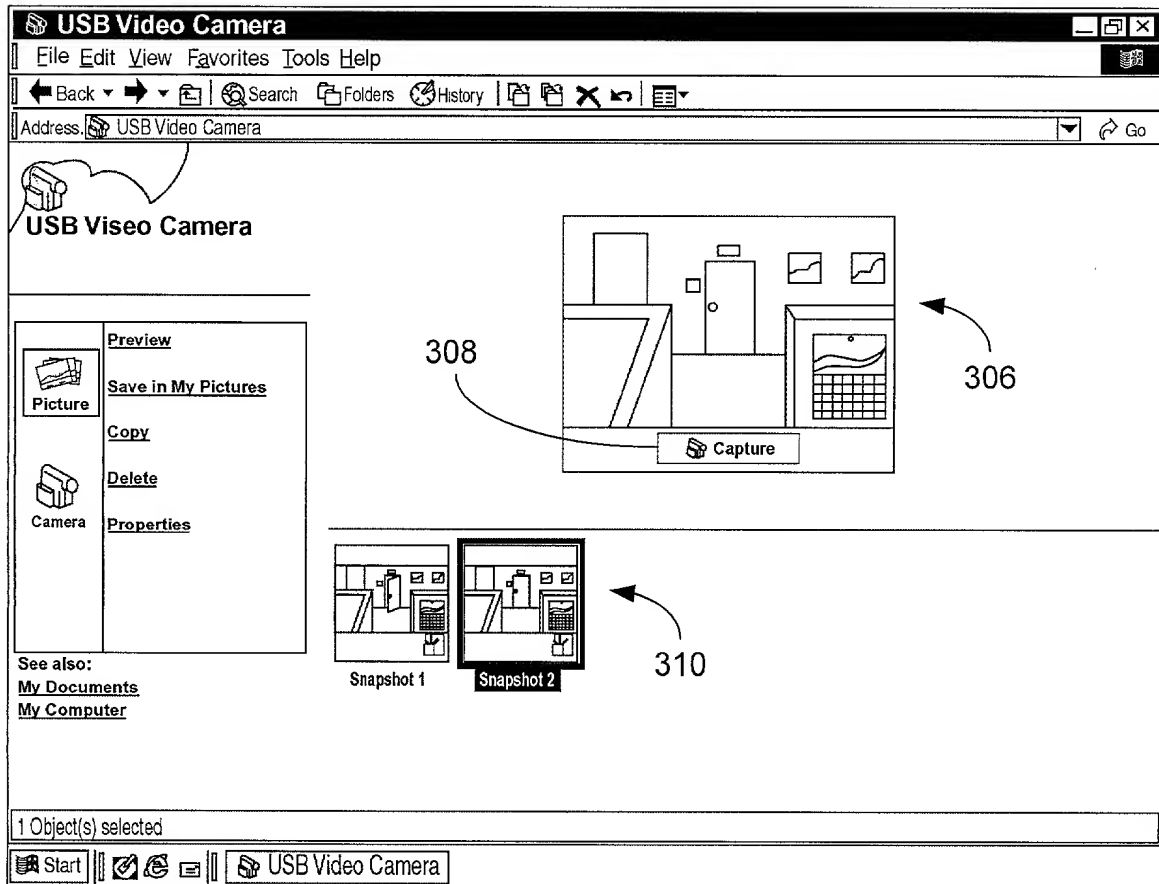 USB Video Camera
File Edit View Favorites Tools Help
Back Search Folders History
Address. USB Video Camera Go
USB Viseo Camera
Preview
Save in My Pictures
Copy
Delete
Properties
Picture
Camera
308
306
Capture
Snapshot 1 Snapshot 2
310
See also:
My Documents
My Computer
1 Object(s) selected
Start USB Video Camera